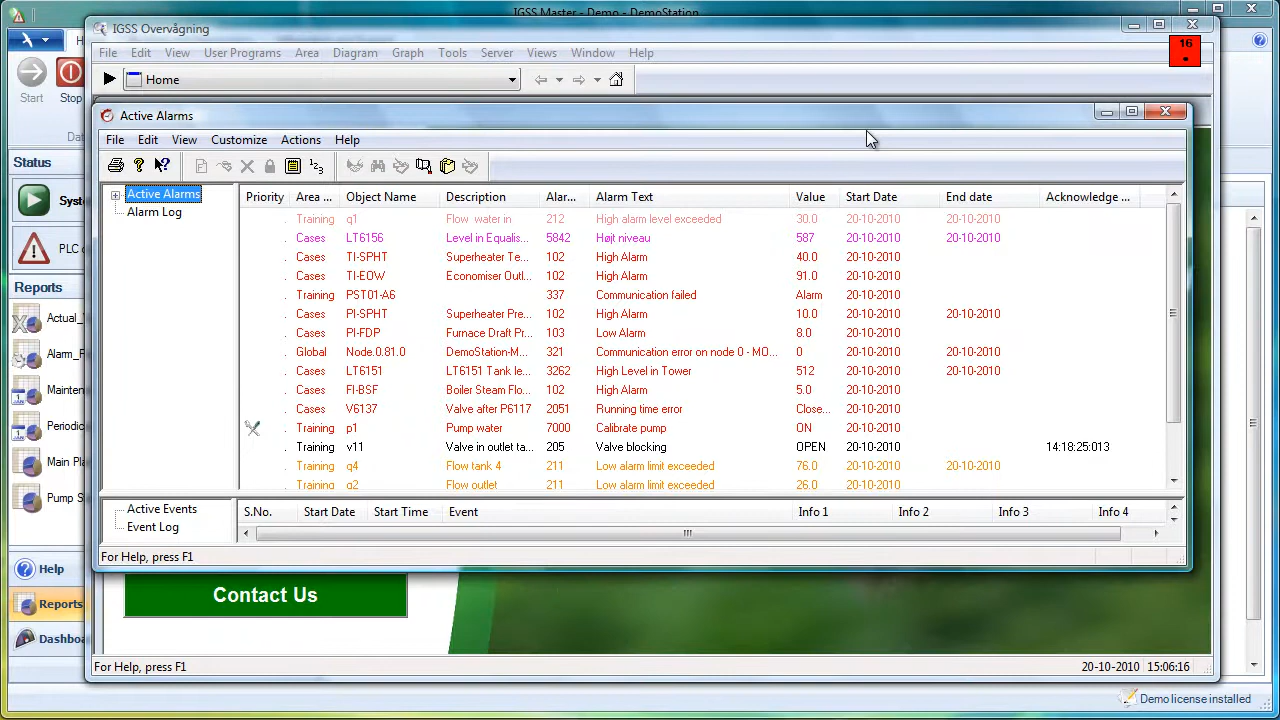 IGSS Master - Demo - DemoStation
IGSS Overvågning
File Edit View User Programs Area Diagram Graph Tools Server Views Window Help
16
Home
Start Stop
Active Alarms
File Edit View Customize Actions Help
Status
Active Alarms
Alarm Log
Priority Area ... Object Name Description Alar... Alarm Text Value Start Date End date Acknowledge ...
Training q1 Flow water in 212 High alarm level exceeded 30.0 20-10-2010 20-10-2010
Cases LT6156 Level in Equalis... 5842 Højt niveau 587 20-10-2010 20-10-2010
Cases TI-SPHT Superheater Te... 102 High Alarm 40.0 20-10-2010
Cases TI-EOW Economiser Outl... 102 High Alarm 91.0 20-10-2010
Training PST01-A6 337 Communication failed Alarm 20-10-2010
Cases PI-SPHT Superheater Pre... 102 High Alarm 10.0 20-10-2010 20-10-2010
Cases PI-FDP Furnace Draft Pr... 103 Low Alarm 8.0 20-10-2010
Global Node.0.81.0 DemoStation-M... 321 Communication error on node 0 - MO... 0 20-10-2010 20-10-2010
Cases LT6151 LT6151 Tank le... 3262 High Level in Tower 512 20-10-2010 20-10-2010
Cases FI-BSF Boiler Steam Flo... 102 High Alarm 5.0 20-10-2010
Cases V6137 Valve after P6117 2051 Running time error Close... 20-10-2010
Training p1 Pump water 7000 Calibrate pump ON 20-10-2010
Training v11 Valve in outlet ta... 205 Valve blocking OPEN 20-10-2010 14:18:25:013
Training q4 Flow tank 4 211 Low alarm limit exceeded 76.0 20-10-2010 20-10-2010
Training q2 Flow outlet 211 Low alarm limit exceeded 26.0 20-10-2010
PLC
Reports
Periodic
Main
Pump
Active Events
Event Log
S.No. Start Date Start Time Event Info 1 Info 2 Info 3 Info 4
For Help, press F1
Help
Reports
Contact Us
For Help, press F1 20-10-2010 15:06:16
Demo license installed